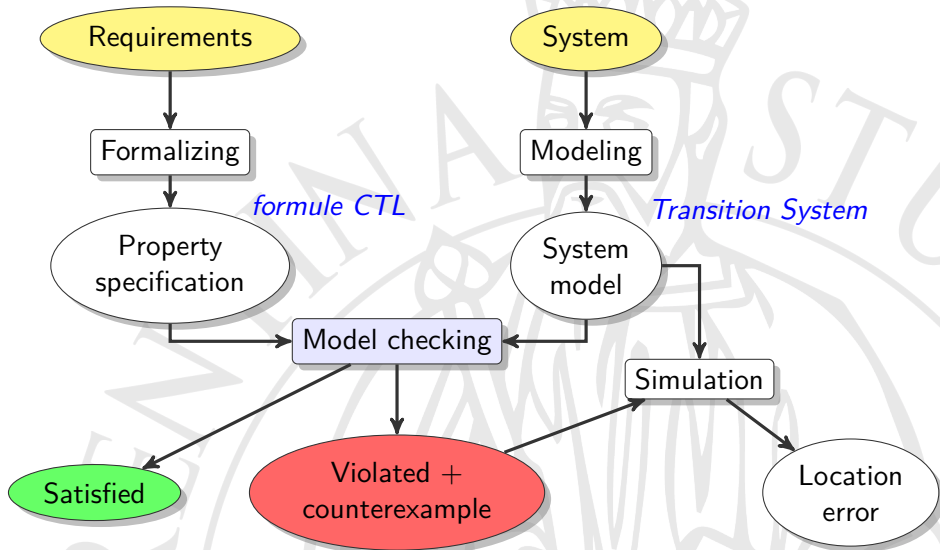 Requirements
System
Formalizing
Modeling
formule CTL
Transition System
Property
specification
System
model
Model checking
Simulation
Satisfied
Violated +
counterexample
Location
error